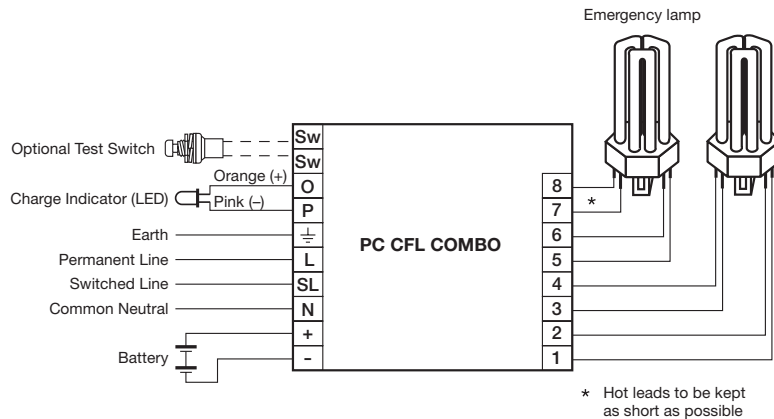 Emergency lamp
Optional Test Switch
Sw
Sw
Orange (+)
O
Charge Indicator (LED)
Pink (–)
P
Earth
Permanent Line
L
Switched Line
SL
Common Neutral
N
+
Battery
-
PC CFL COMBO
8
7
*
6
5
4
3
2
1
* Hot leads to be kept
as short as possible